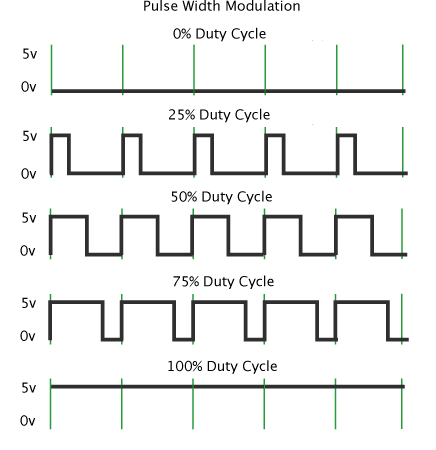 Pulse Width Modulation
0% Duty Cycle
5v
0v
25% Duty Cycle
5v
0v
50% Duty Cycle
5v
0v
75% Duty Cycle
5v
0v
100% Duty Cycle
5v
0v